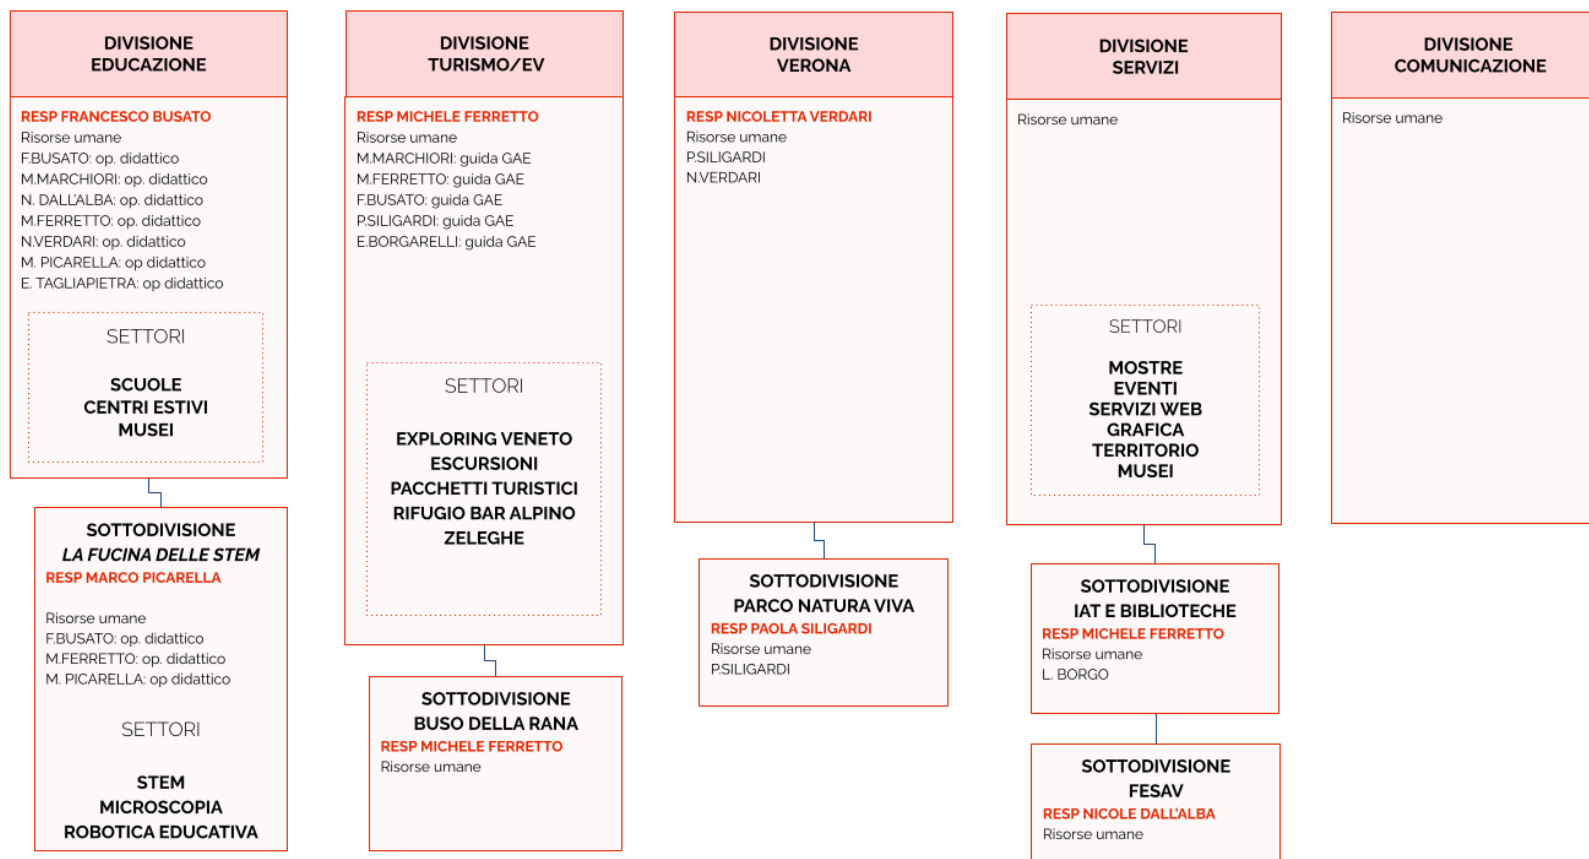 DIVISIONE
EDUCAZIONE
RESP FRANCESCO BUSATO
Risorse umane
F.BUSATO: op. didattico
M.MARCHIORI: op. didattico
N. DALL'ALBA: op. didattico
M.FERRETTO: op. didattico
N.VERDARI: op. didattico
M. PICARELLA: op didattico
E. TAGLIAPIETRA: op didattico
SETTORI
SCUOLE
CENTRI ESTIVI
MUSEI
SOTTODIVISIONE
LA FUCINA DELLE STEM
RESP MARCO PICARELLA
Risorse umane
F.BUSATO: op. didattico
M.FERRETTO: op. didattico
M. PICARELLA: op didattico
SETTORI
STEM
MICROSCOPIA
ROBOTICA EDUCATIVA
DIVISIONE
TURISMO/EV
RESP MICHELE FERRETTO
Risorse umane
M.MARCHIORI: guida GAE
M.FERRETTO: guida GAE
F.BUSATO: guida GAE
P.SILIGARDI: guida GAE
E.BORGARELLI: guida GAE
SETTORI
EXPLORING VENETO
ESCURSIONI
PACCHETTI TURISTICI
RIFUGIO BAR ALPINO
ZELEGHE
SOTTODIVISIONE
BUSO DELLA RANA
RESP MICHELE FERRETTO
Risorse umane
DIVISIONE
VERONA
RESP NICOLETTA VERDARI
Risorse umane
P.SILIGARDI
N.VERDARI
SOTTODIVISIONE
PARCO NATURA VIVA
RESP PAOLA SILIGARDI
Risorse umane
P.SILIGARDI
DIVISIONE
SERVIZI
Risorse umane
SETTORI
MOSTRE
EVENTI
SERVIZI WEB
GRAFICA
TERRITORIO
MUSEI
SOTTODIVISIONE
IAT E BIBLIOTECHE
RESP MICHELE FERRETTO
Risorse umane
L. BORGO
SOTTODIVISIONE
FESAV
RESP NICOLE DALL'ALBA
Risorse umane
DIVISIONE
COMUNICAZIONE
Risorse umane